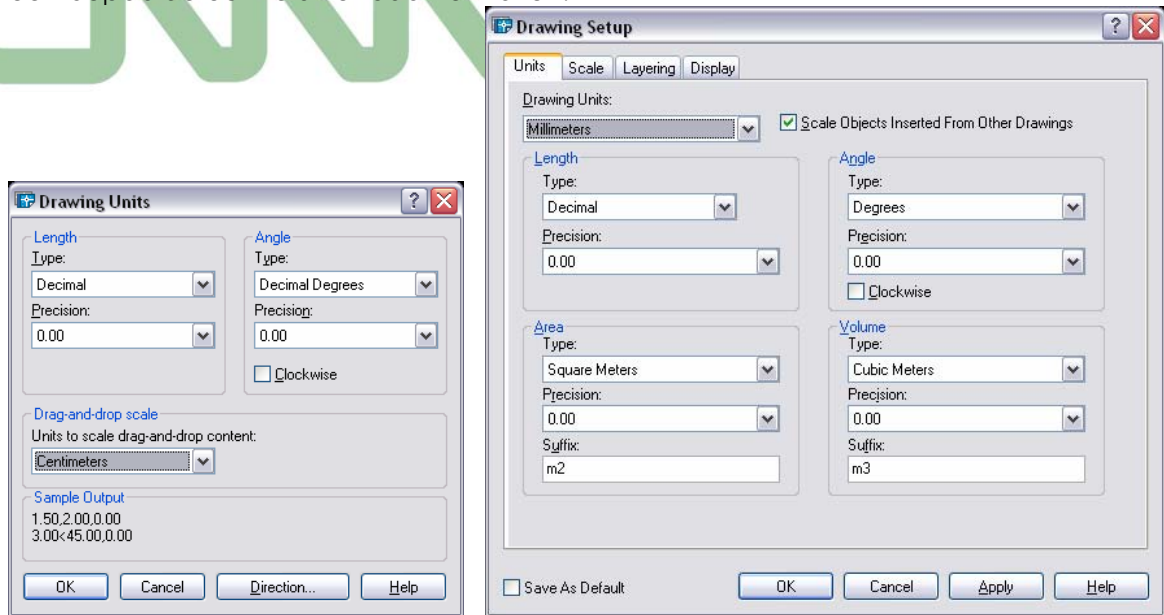 Drawing Setup
Units Scale Layering Display
Drawing Units:
Millimeters
Scale Objects Inserted From Other Drawings
Length
Type:
Decimal
Precision:
0.00
Angle
Type:
Degrees
Precision:
0.00
Clockwise
Area
Type:
Square Meters
Precision:
0.00
Suffix:
m2
Volume
Type:
Cubic Meters
Precision:
0.00
Suffix:
m3
Save As Default
OK Cancel Apply Help
Drawing Units
Length
Type:
Decimal
Precision:
0.00
Angle
Type:
Decimal Degrees
Precision:
0.00
Clockwise
Drag-and-drop scale
Units to scale drag-and-drop content:
Centimeters
Sample Output
1.50,2.00,0.00
3.00<45.00,0.00
OK Cancel Direction... Help